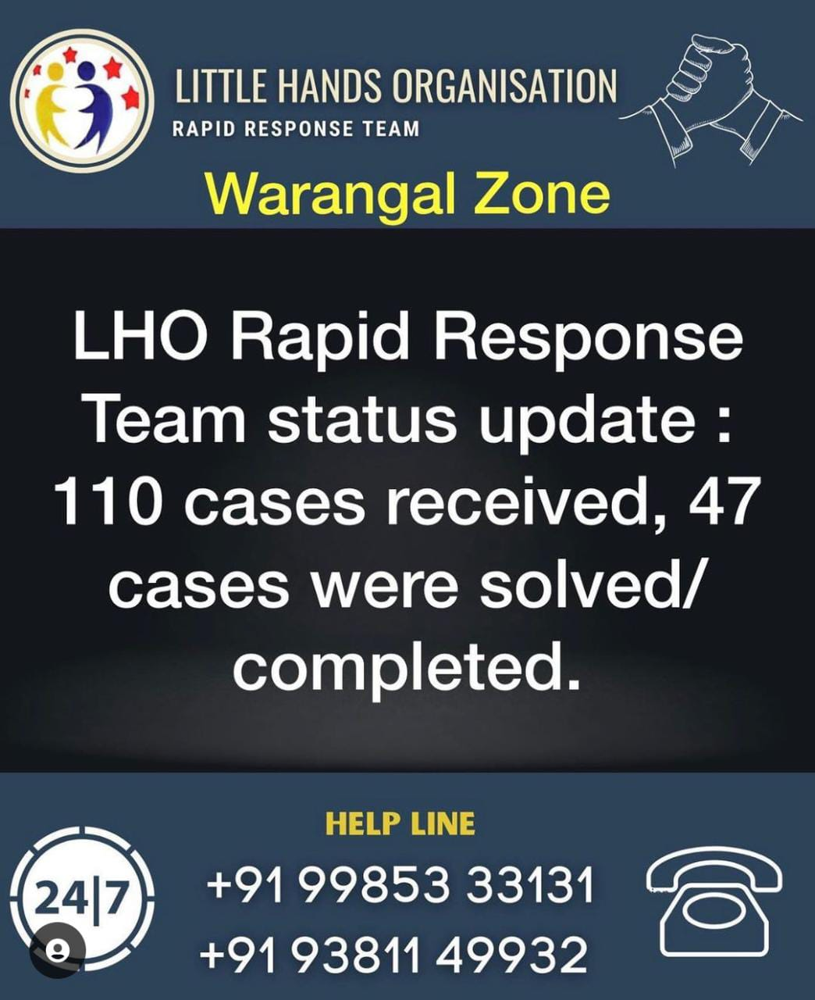 LITTLE HANDS ORGANISATION
RAPID RESPONSE TEAM
Warangal Zone
LHO Rapid Response
Team status update :
110 cases received, 47
cases were solved/
completed.
HELP LINE
24|7
+91 99853 33131
+91 93811 49932